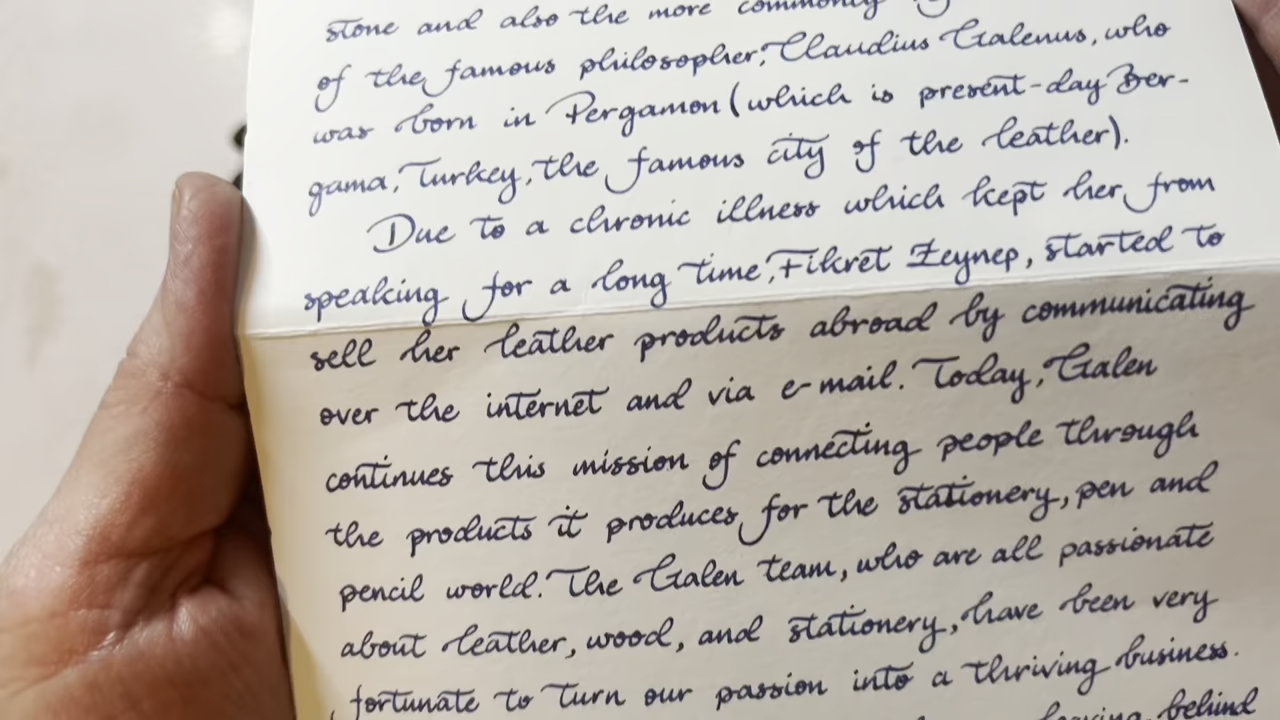 stone and also the more commonly
of the famous philosopher, Claudius Galenus, who
was born in Pergamon (which is present-day Ber-
gama, Turkey, the famous city of the leather).
Due to a chronic illness which kept her from
speaking for a long time, Fikret Zeynep, started to
sell her leather products abroad by communicating
over the internet and via e-mail. Today, Galen
continues this mission of connecting people through
the products it produces for the stationery, pen and
pencil world. The Galen team, who are all passionate
about leather, wood, and stationery, have been very
fortunate to turn our passion into a thriving business.
behind